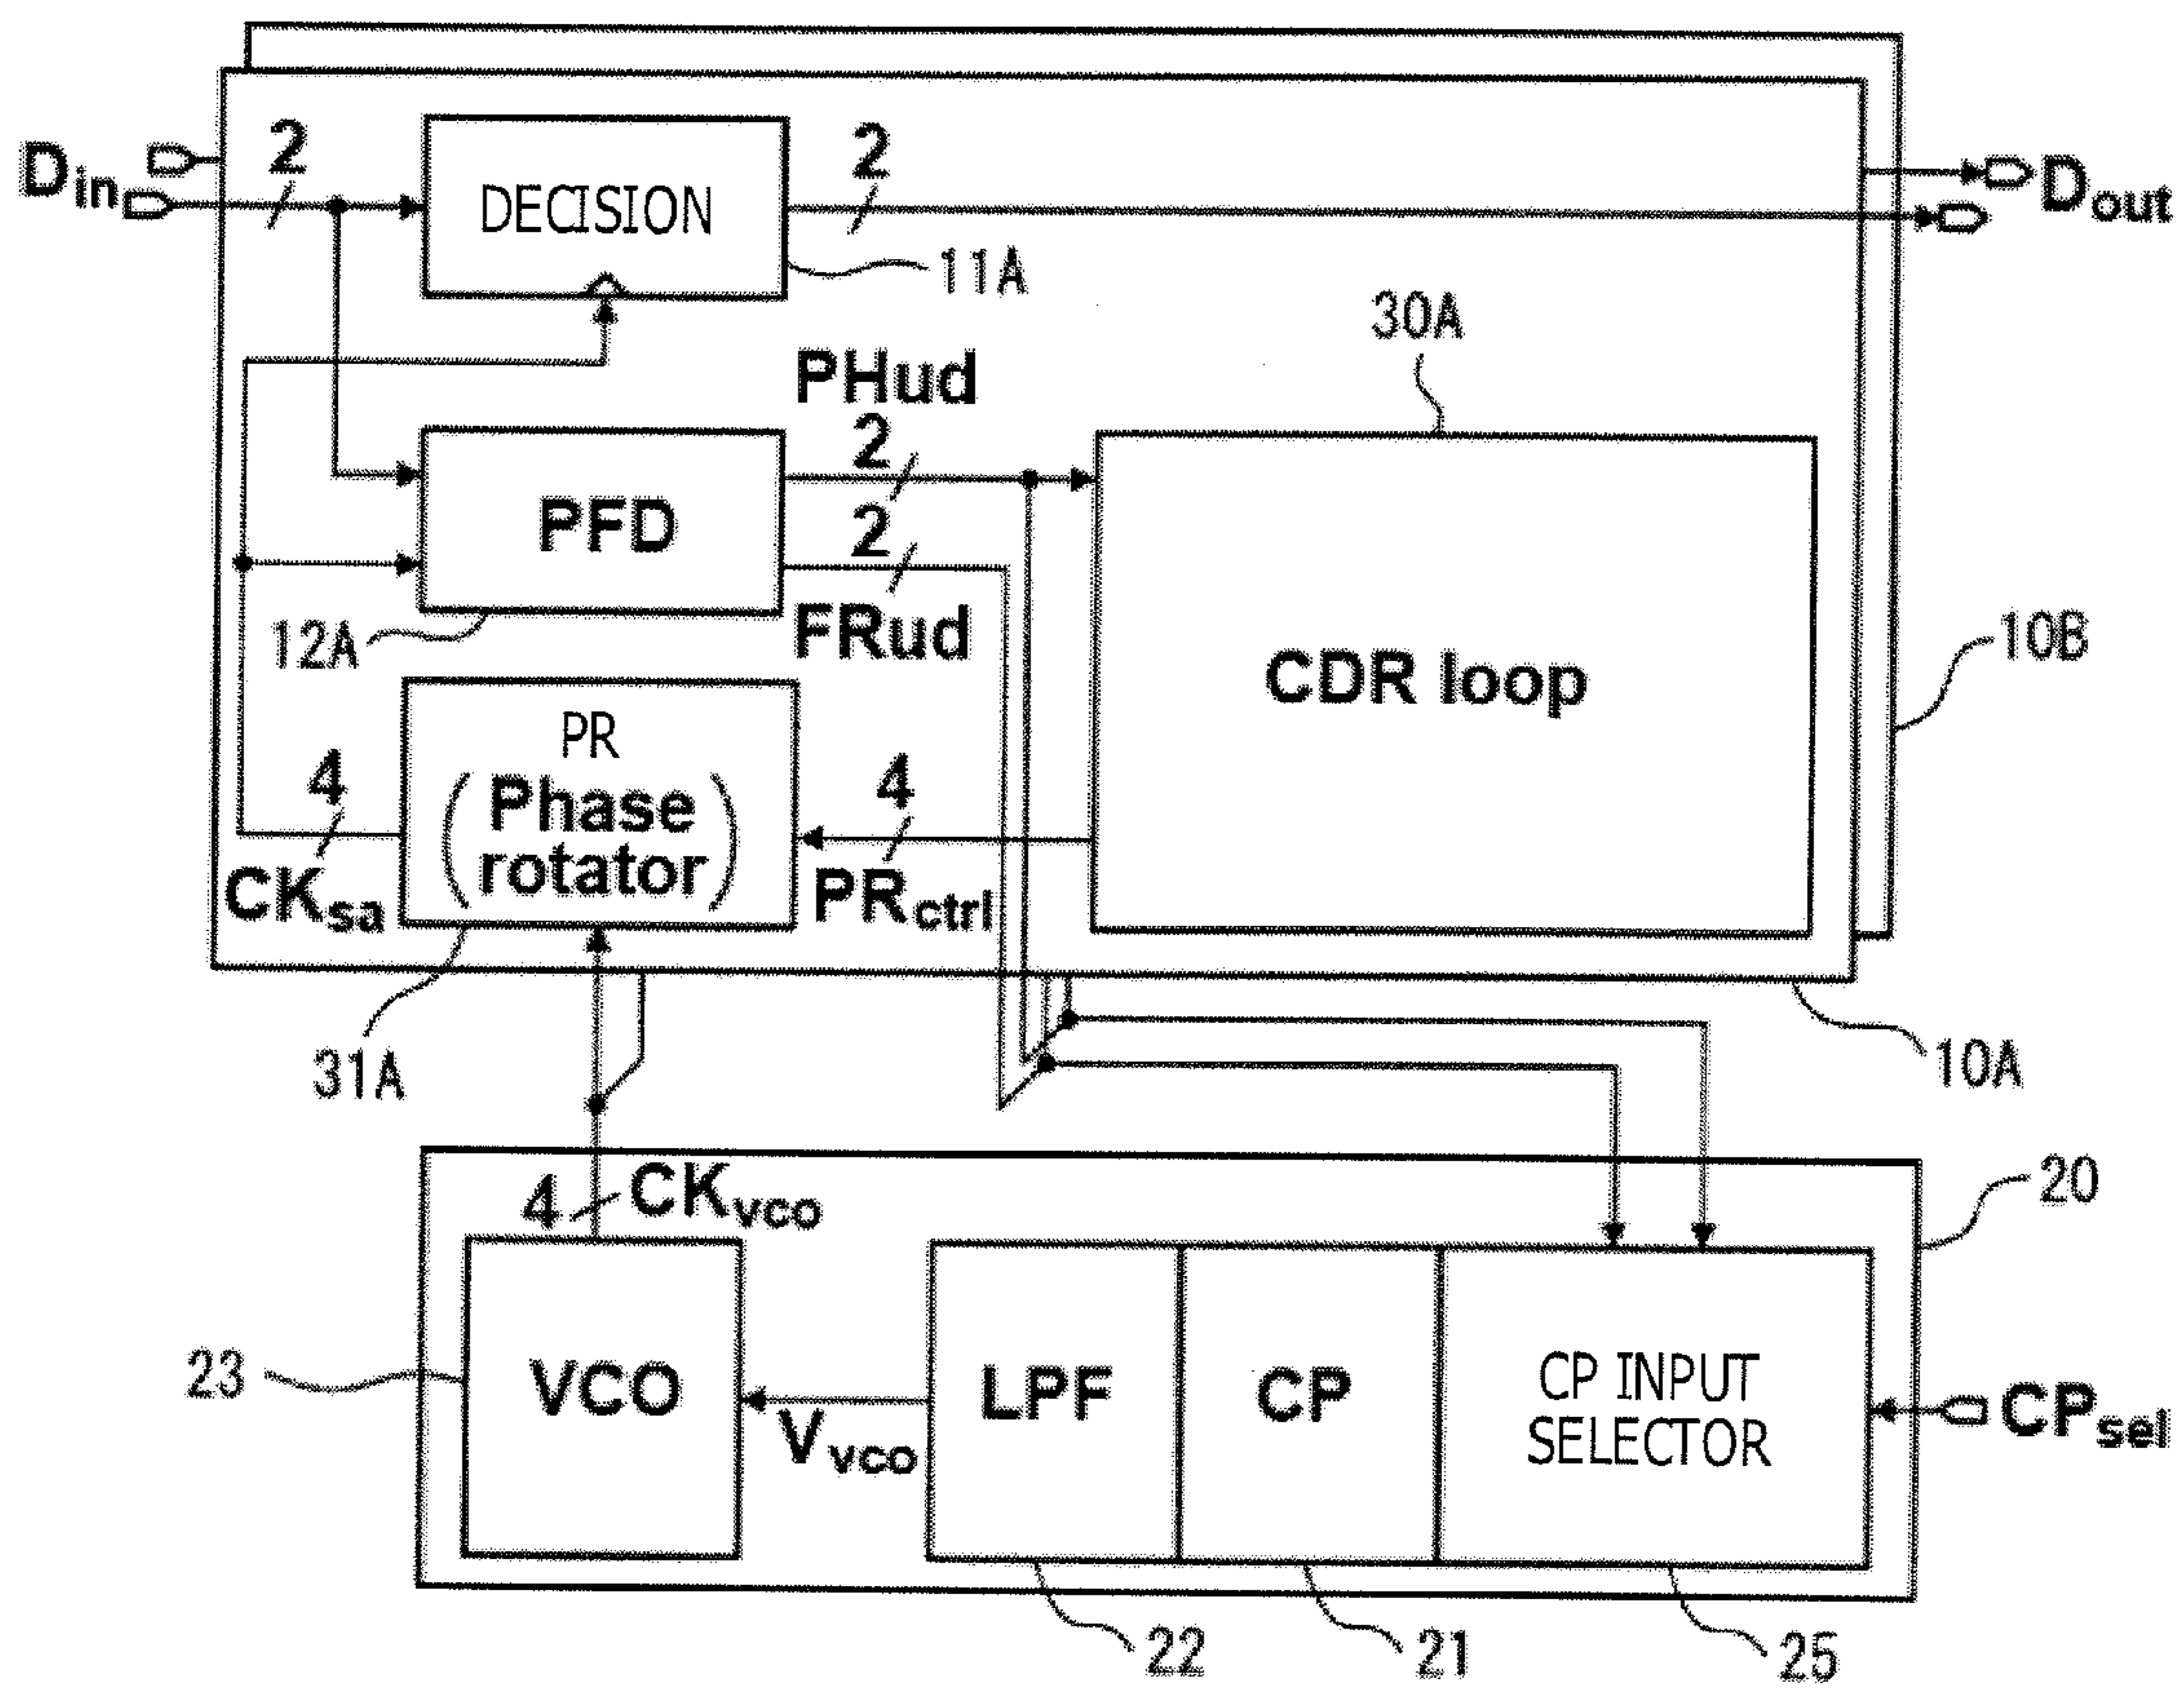 Din
2
DECISION
2
Dout
11A
30A
PHud
2
PFD
2
FRud
12A
CDR loop
10B
PR
(Phase
rotator)
4
CKsa
4
PRctrl
31A
10A
4
CKvco
20
VCO
23
Vvco
LPF
CP
CP INPUT
SELECTOR
CPsel
22
21
25